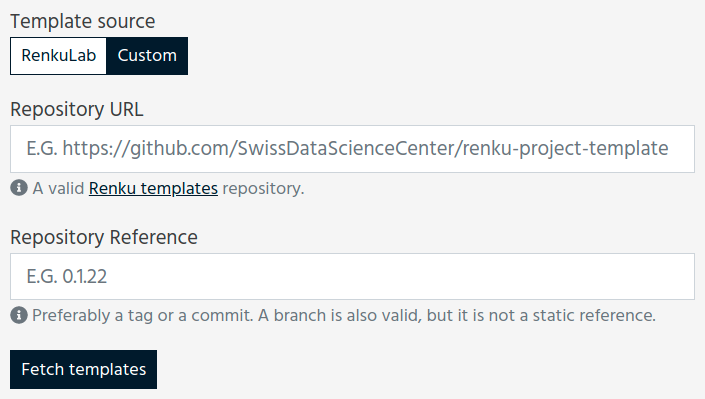 Template source
RenkuLab Custom
Repository URL
E.G. https://github.com/SwissDataScienceCenter/renku-project-template
A valid Renku templates repository.
Repository Reference
E.G. 0.1.22
Preferably a tag or a commit. A branch is also valid, but it is not a static reference.
Fetch templates